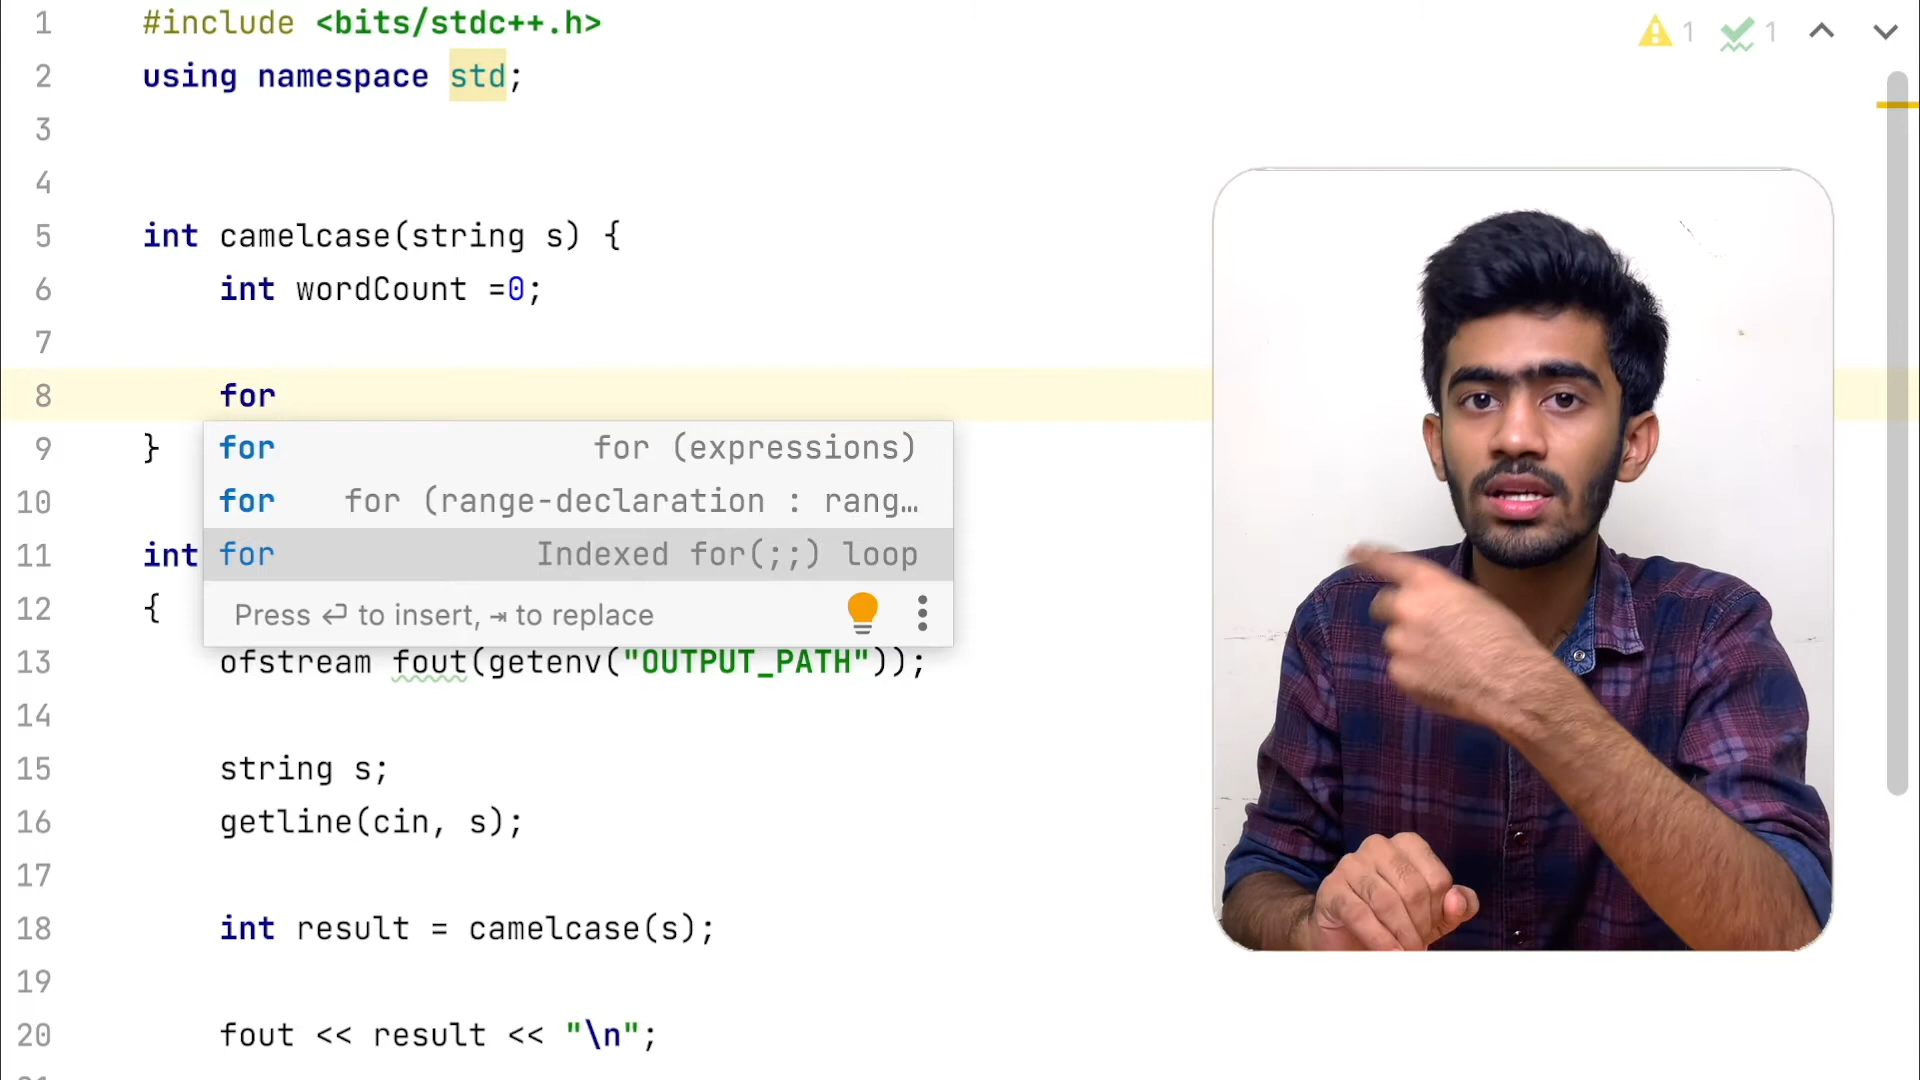 1 #include <bits/stdc++.h>
2 using namespace std;
3
4
5 int camelcase(string s) {
6 int wordCount =0;
7
8 for
9 }
for for (expressions)
10
for for (range-declaration : rang…
11 int
for Indexed for(;;) loop
12 {
Press ⏎ to insert, ⇥ to replace
13 ofstream fout(getenv("OUTPUT_PATH"));
14
15 string s;
16 getline(cin, s);
17
18 int result = camelcase(s);
19
20 fout << result << "\n";
1 1